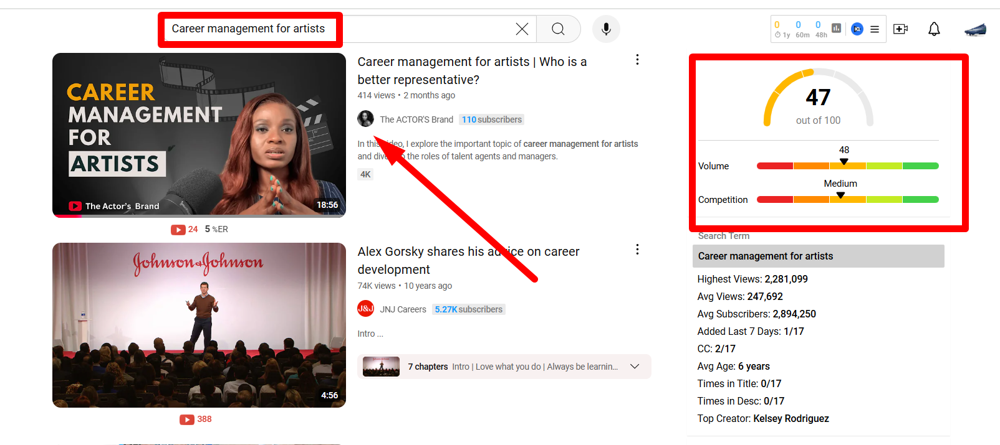 Career management for artists
0 0 0
1y 60m 48h
CAREER
MANAGEMENT
FOR
ARTISTS
The Actor's Brand
18:56
24 5 %ER
Career management for artists | Who is a
better representative?
414 views • 2 months ago
The ACTOR'S Brand 110 subscribers
In this video, I explore the important topic of career management for artists
and dive to the roles of talent agents and managers.
4K
47
out of 100
48
Volume
Medium
Competition
Search Term
Career management for artists
Highest Views: 2,281,099
Avg Views: 247,692
Avg Subscribers: 2,894,250
Added Last 7 Days: 1/17
CC: 2/17
Avg Age: 6 years
Times in Title: 0/17
Times in Desc: 0/17
Top Creator: Kelsey Rodriguez
Johnson & Johnson
4:56
388
Alex Gorsky shares his advice on career
development
74K views • 10 years ago
J&J JNJ Careers 5.27K subscribers
Intro ...
7 chapters Intro | Love what you do | Always be learnin...